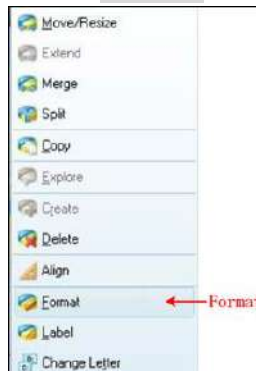 Move/Resize
Extend
Merge
Split
Copy
Explore
Create
Delete
Align
Format
Format
Label
Change Letter